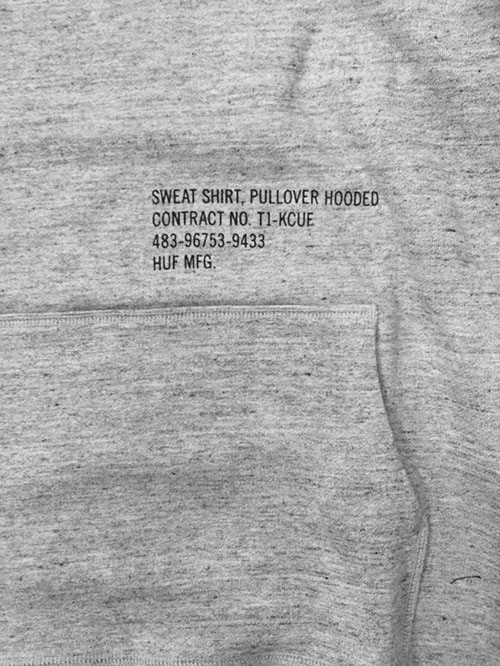 SWEAT SHIRT, PULLOVER HOODED
CONTRACT NO. T1-KCUE
483-96753-9433
HUF MFG.